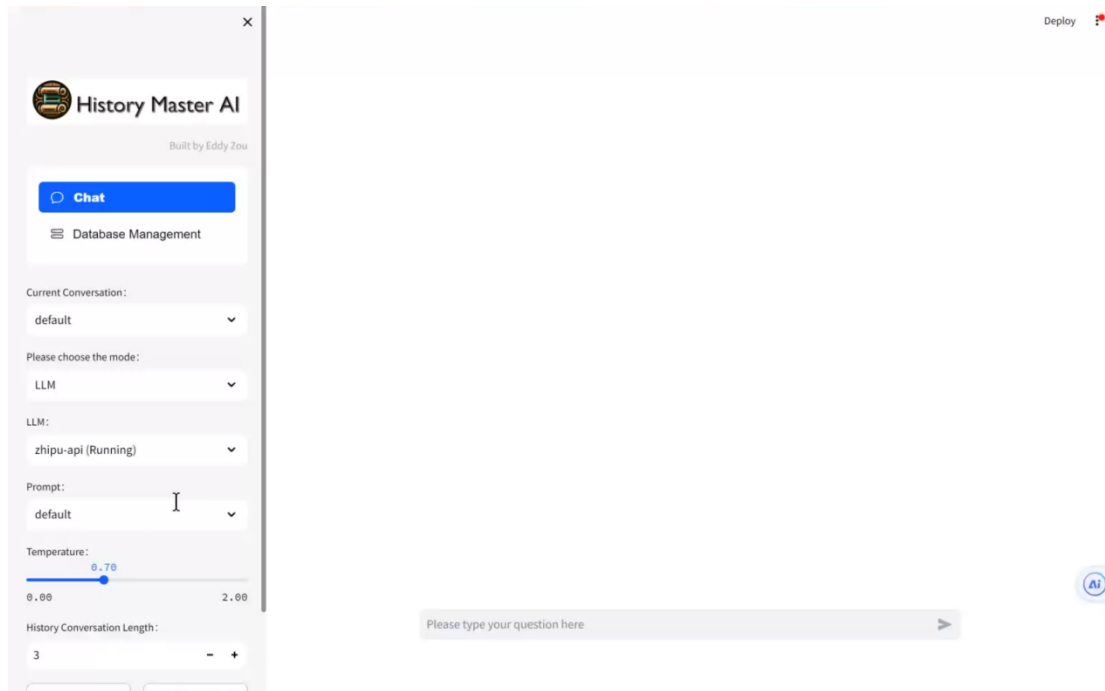 Deploy
History Master AI
Built by Eddy Zou
Chat
Database Management
Current Conversation:
default
Please choose the mode:
LLM
LLM:
zhipu-api (Running)
Prompt:
default
Temperature:
0.70
0.00 2.00
History Conversation Length:
3 - +
Please type your question here
Ai